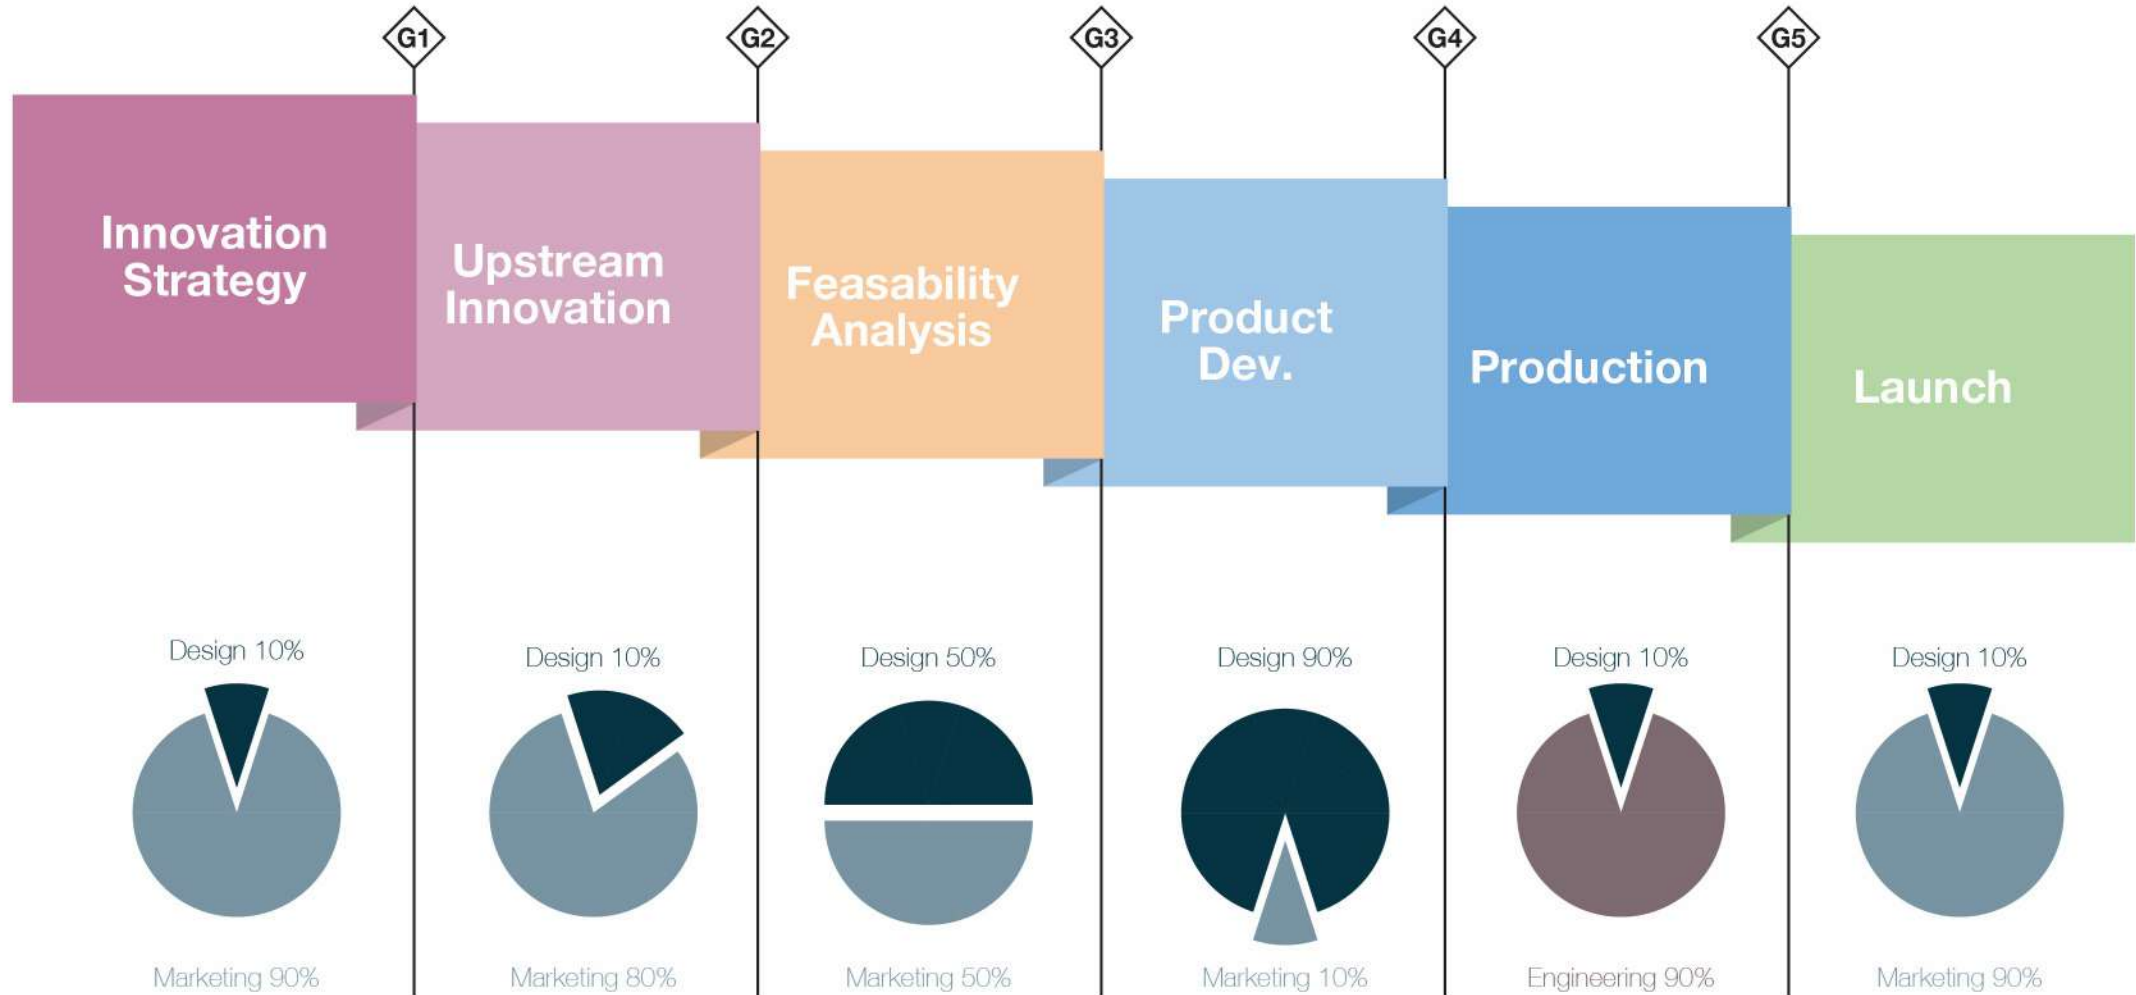 G1
G2
G3
G4
G5
Innovation
Strategy
Upstream
Innovation
Feasability
Analysis
Product
Dev.
Production
Launch
Design 10%
Design 10%
Design 50%
Design 90%
Design 10%
Design 10%
Marketing 90%
Marketing 80%
Marketing 50%
Marketing 10%
Engineering 90%
Marketing 90%